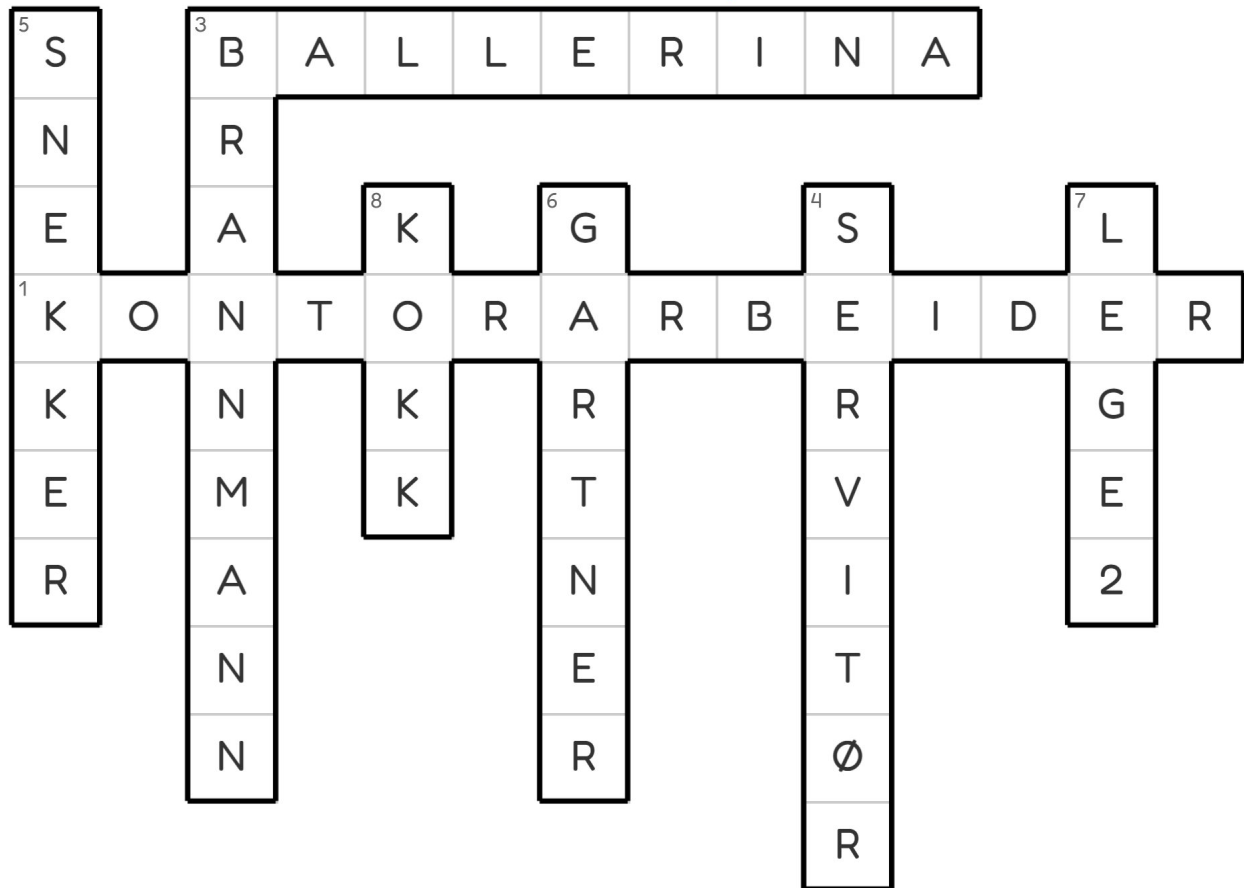 5 S 3 B A L L E R I N A
N R
E A 8 K 6 G 4 S 7 L
1 K O N T O R A R B E I D E R
K N K R R G
E M K T V E
R A N I 2
N E T
N R Ø
R